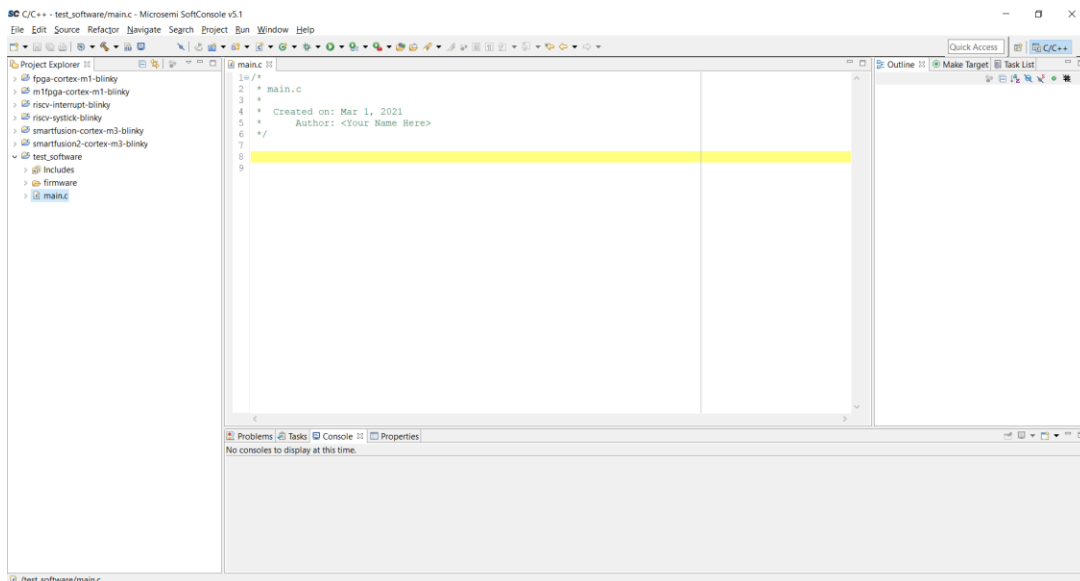 SC C/C++ - test_software/main.c - Microsemi SoftConsole v5.1
File Edit Source Refactor Navigate Search Project Run Window Help
Quick Access C/C++
Project Explorer
fpga-cortex-m1-blinky
m1fpga-cortex-m1-blinky
riscv-interrupt-blinky
riscv-systick-blinky
smartfusion-cortex-m3-blinky
smartfusion2-cortex-m3-blinky
test_software
Includes
firmware
main.c
main.c
1 /*
2 * main.c
3 *
4 * Created on: Mar 1, 2021
5 * Author: <Your Name Here>
6 */
7
8
9
Outline Make Target Task List
Problems Tasks Console Properties
No consoles to display at this time.
/test_software/main.c